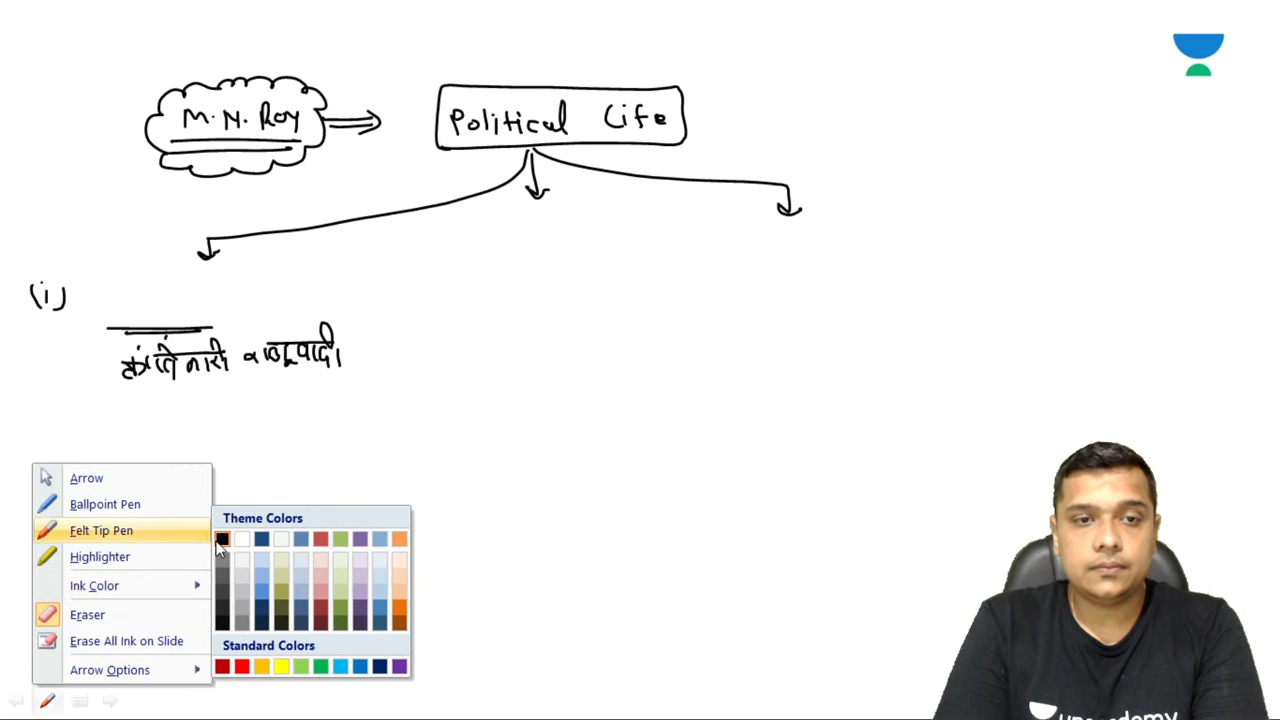 M. N. Roy
Political Life
(i)
क्रांतिकारी राष्ट्रवादी।
Arrow
Ballpoint Pen
Felt Tip Pen
Highlighter
Ink Color
Eraser
Erase All Ink on Slide
Arrow Options
Theme Colors
Standard Colors
unacademy